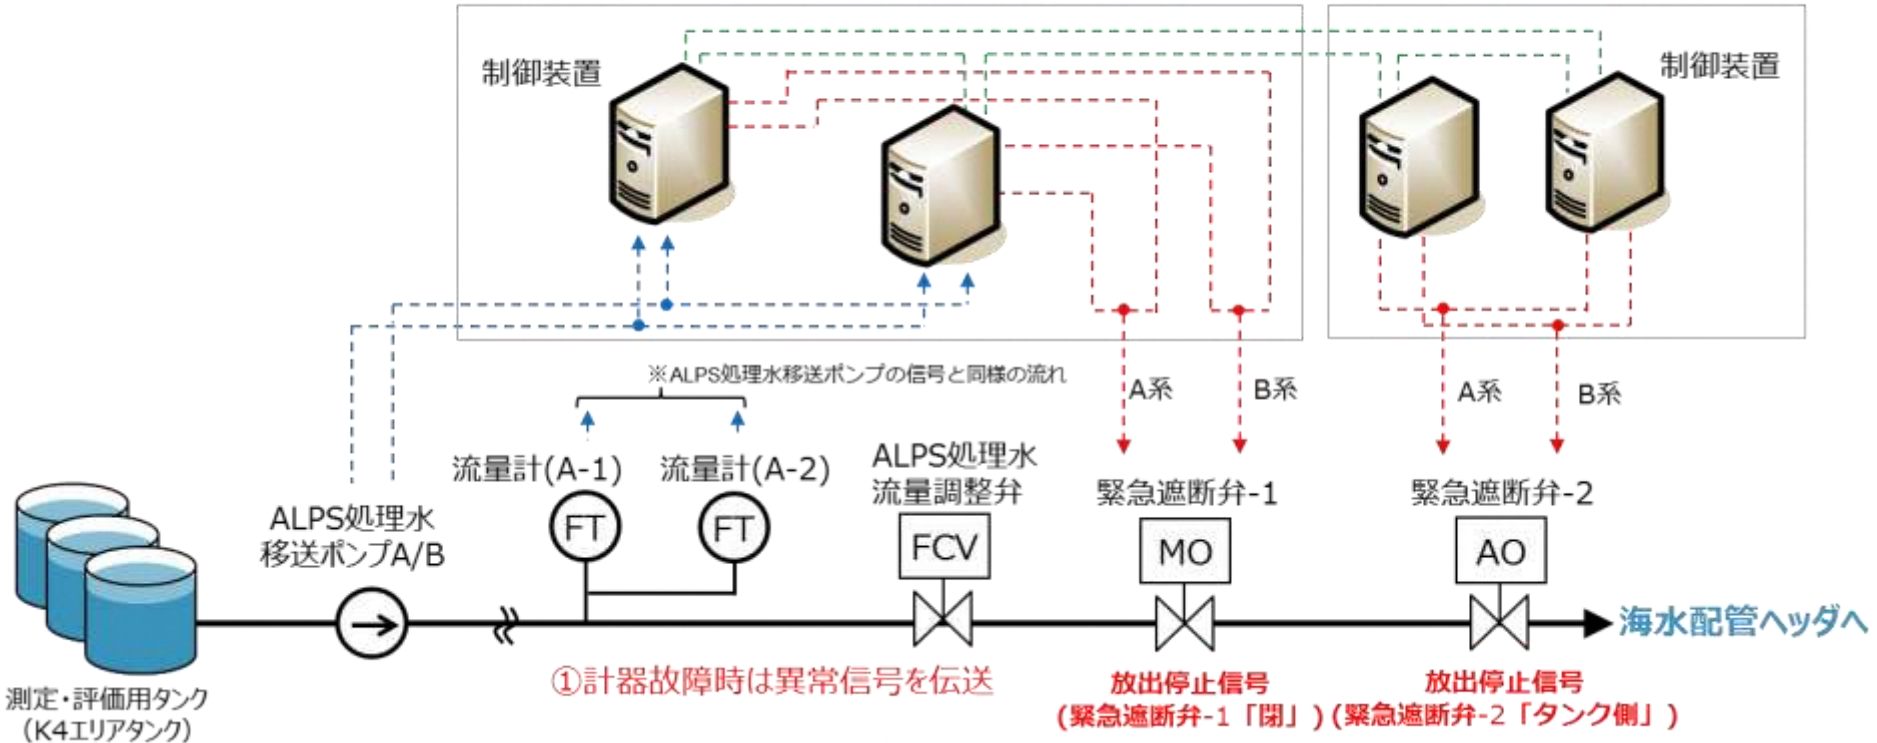 制御装置
制御装置
※ALPS処理水移送ポンプの信号と同様の流れ
A系
B系
A系
B系
流量計(A-1)
流量計(A-2)
ALPS処理水
流量調整弁
緊急遮断弁-1
緊急遮断弁-2
ALPS処理水
移送ポンプA/B
FT
FT
FCV
MO
AO
海水配管ヘッダへ
①計器故障時は異常信号を伝送
放出停止信号
(緊急遮断弁-1「閉」)
放出停止信号
(緊急遮断弁-2「タンク側」)
測定・評価用タンク
(K4エリアタンク)